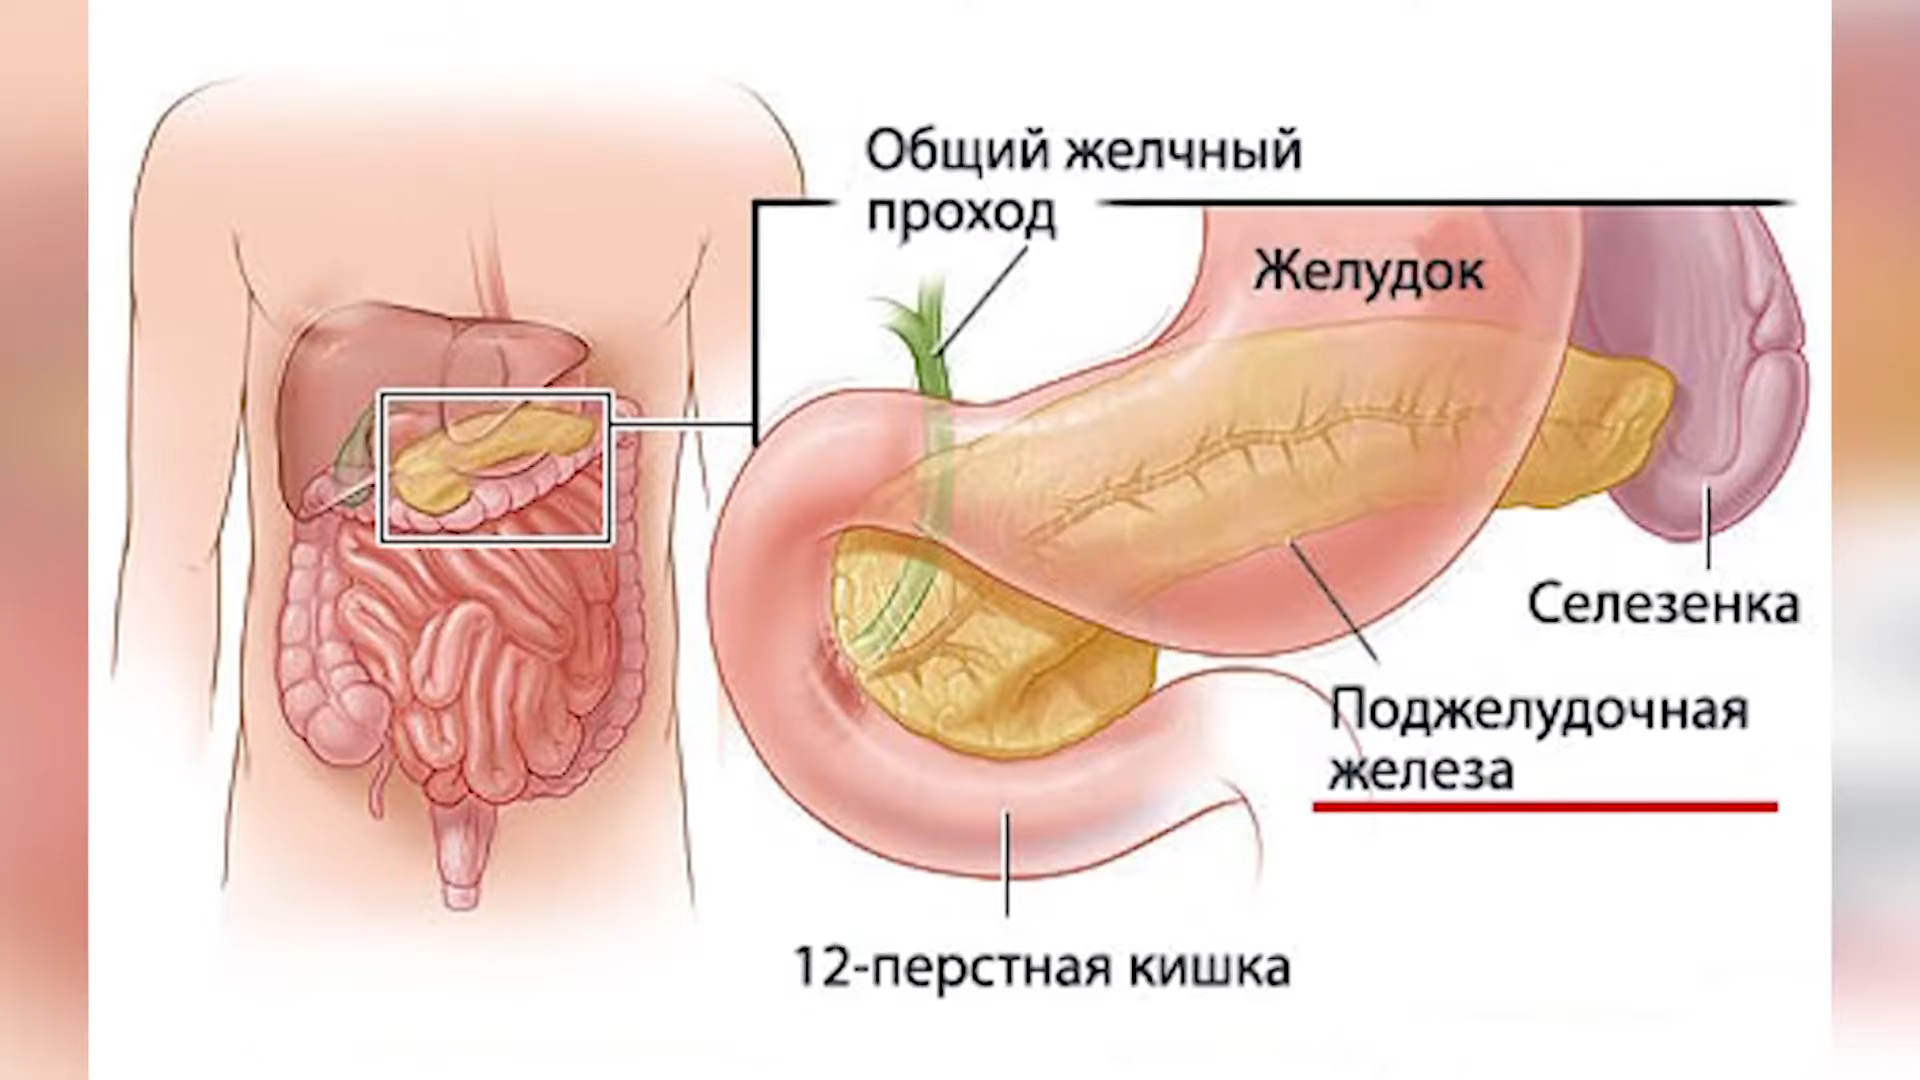 Общий желчный
проход
Желудок
Селезенка
Поджелудочная
железа
12-перстная кишка